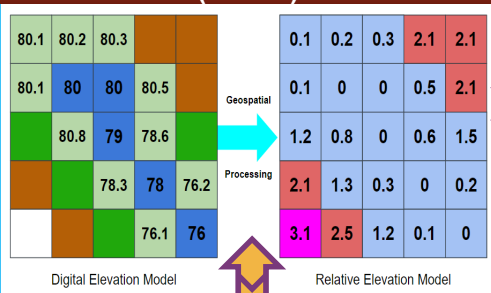 80.1 80.2 80.3
80.1 80 80 80.5
80.8 79 78.6
78.3 78 76.2
76.1 76
Digital Elevation Model
Geospatial
Processing
0.1 0.2 0.3 2.1 2.1
0.1 0 0 0.5 2.1
1.2 0.8 0 0.6 1.5
2.1 1.3 0.3 0 0.2
3.1 2.5 1.2 0.1 0
Relative Elevation Model